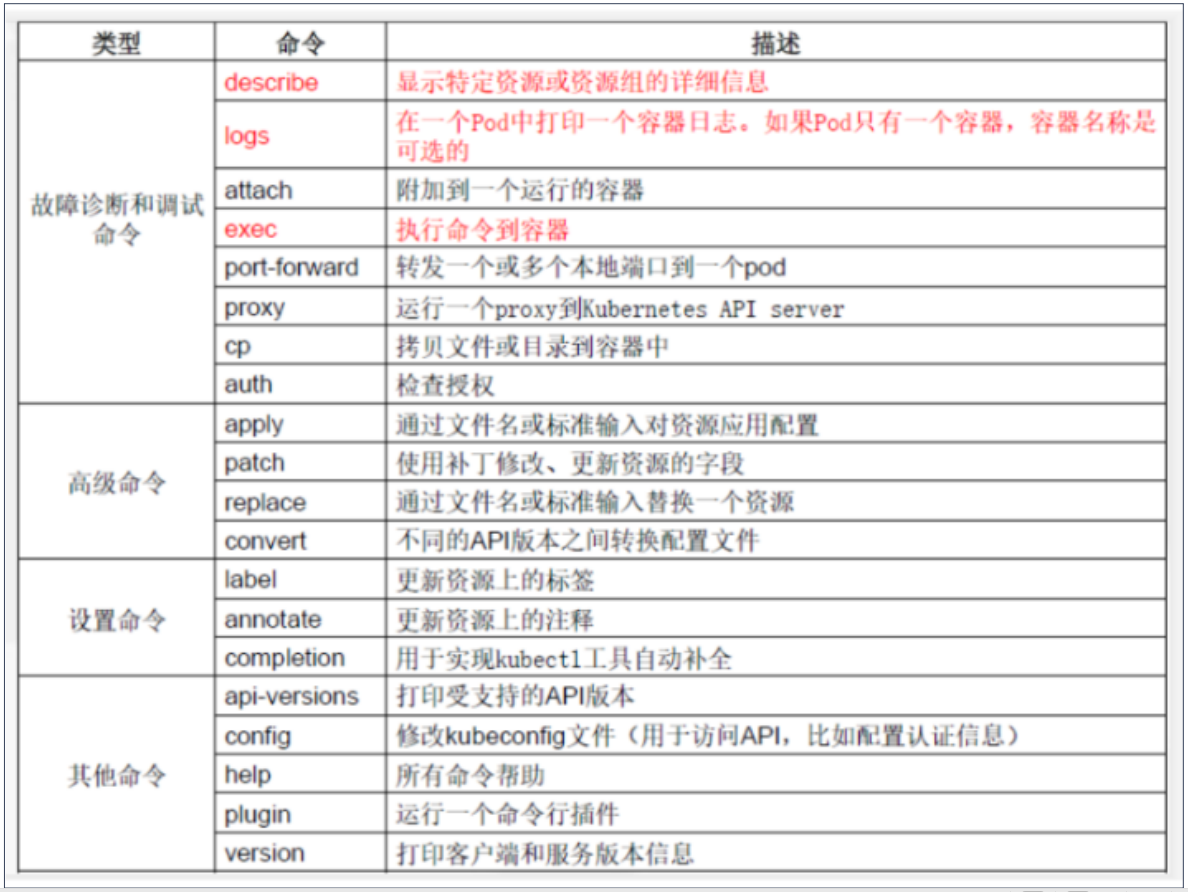 类型 命令 描述
describe 显示特定资源或资源组的详细信息
logs 在一个Pod中打印一个容器日志。如果Pod只有一个容器，容器名称是
可选的
故障诊断和调试
命令
attach 附加到一个运行的容器
exec 执行命令到容器
port-forward 转发一个或多个本地端口到一个pod
proxy 运行一个proxy到Kubernetes API server
cp 拷贝文件或目录到容器中
auth 检查授权
高级命令
apply 通过文件名或标准输入对资源应用配置
patch 使用补丁修改、更新资源的字段
replace 通过文件名或标准输入替换一个资源
convert 不同的API版本之间转换配置文件
设置命令
label 更新资源上的标签
annotate 更新资源上的注释
completion 用于实现kubectl工具自动补全
其他命令
api-versions 打印受支持的API版本
config 修改kubeconfig文件（用于访问API，比如配置认证信息）
help 所有命令帮助
plugin 运行一个命令行插件
version 打印客户端和服务版本信息